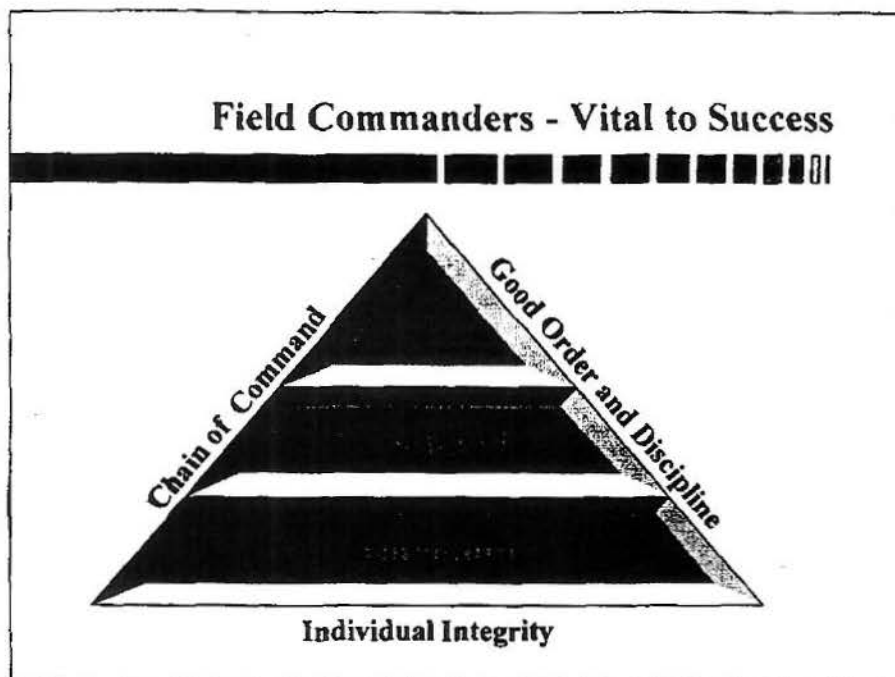 Field Commanders - Vital to Success
Chain of Command
Good Order and Discipline
Individual Integrity